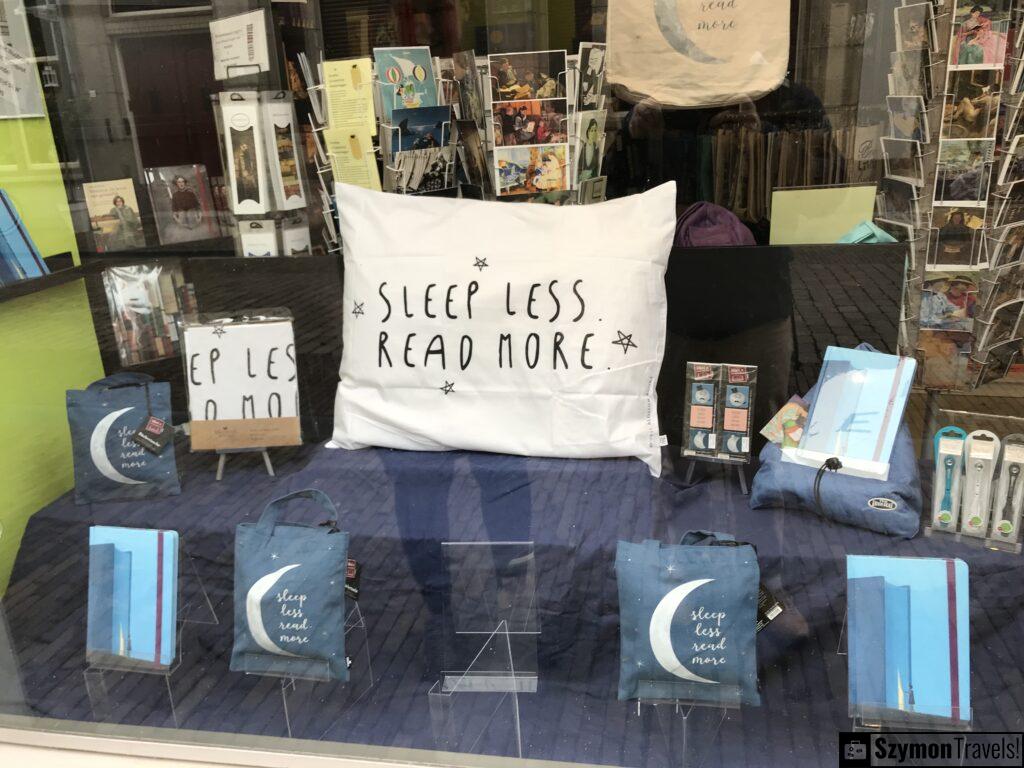 read
more
SLEEP LESS.
READ MORE.
EP LES
D MO
sleep
less
read
more
sleep
less
read
more
sleep
less
read
more
SzymonTravels!